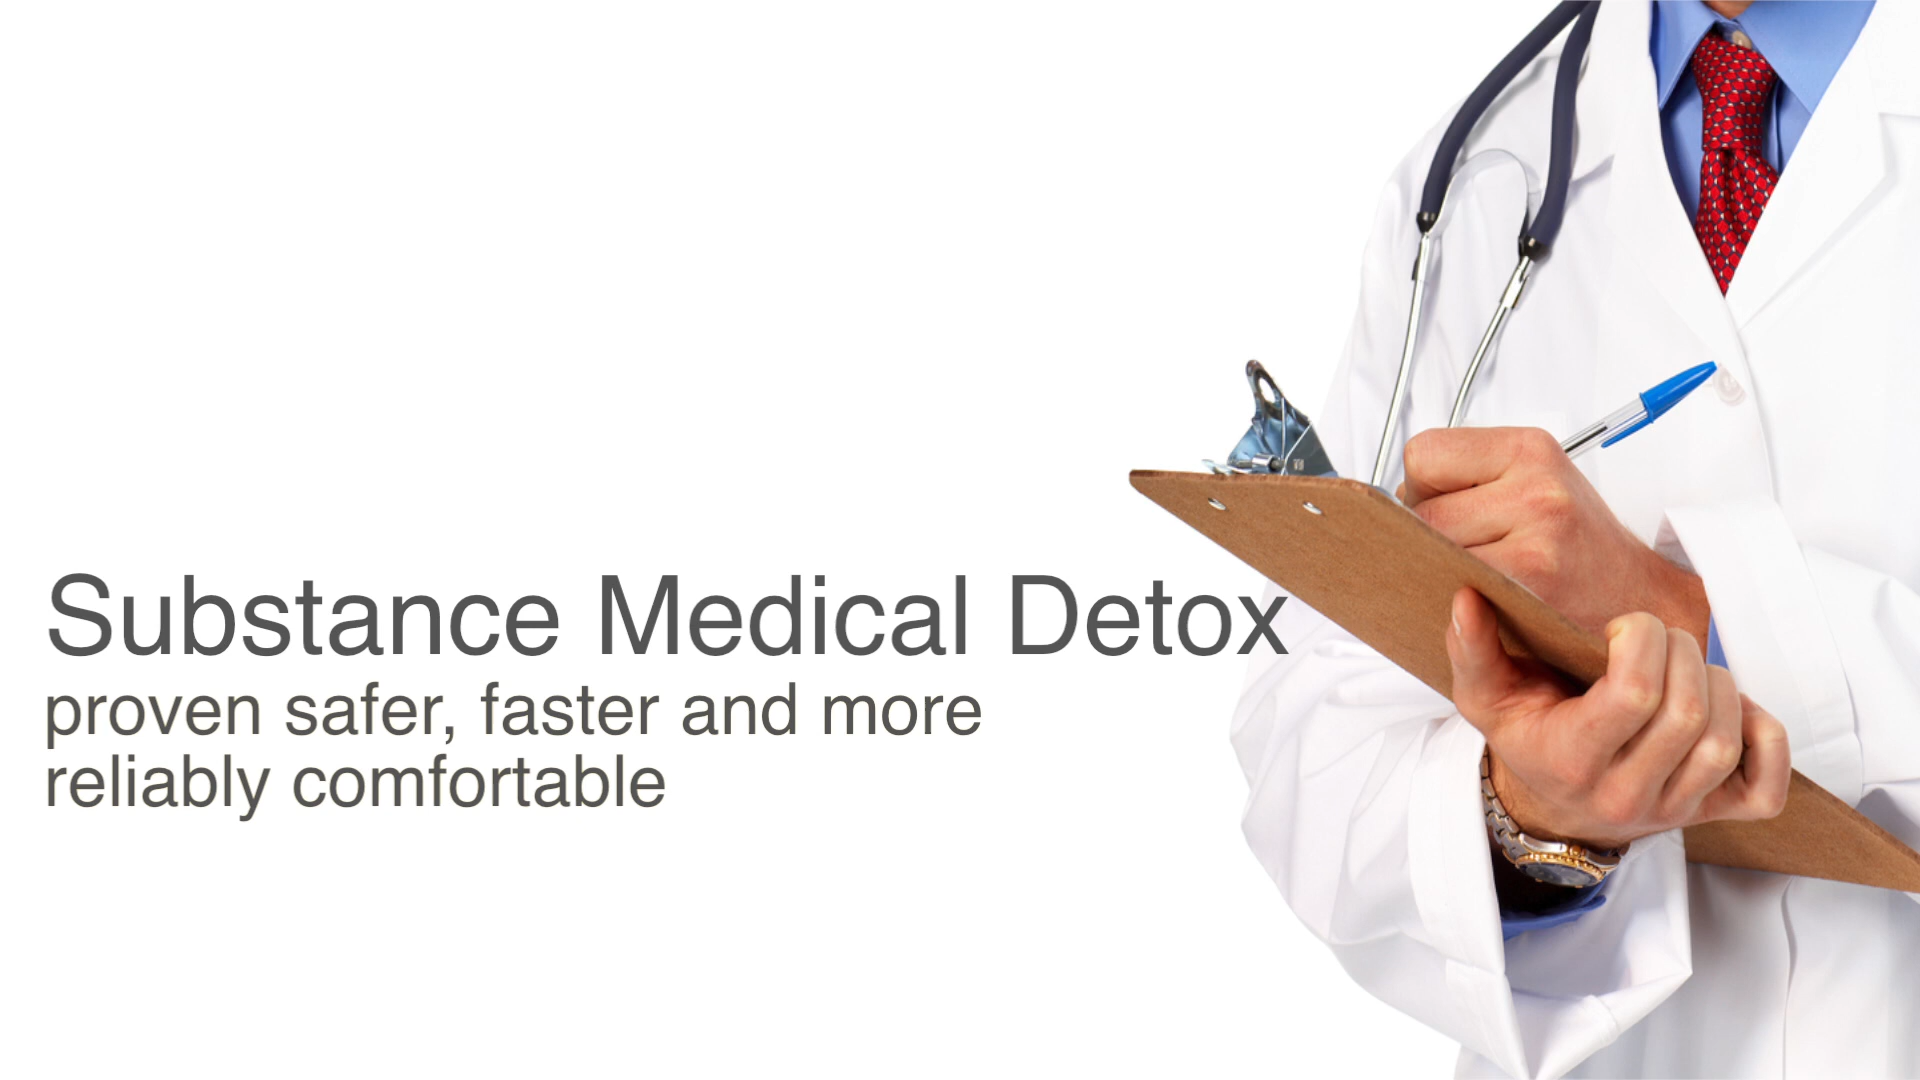 Substance Medical Detox
proven safer, faster and more
reliably comfortable